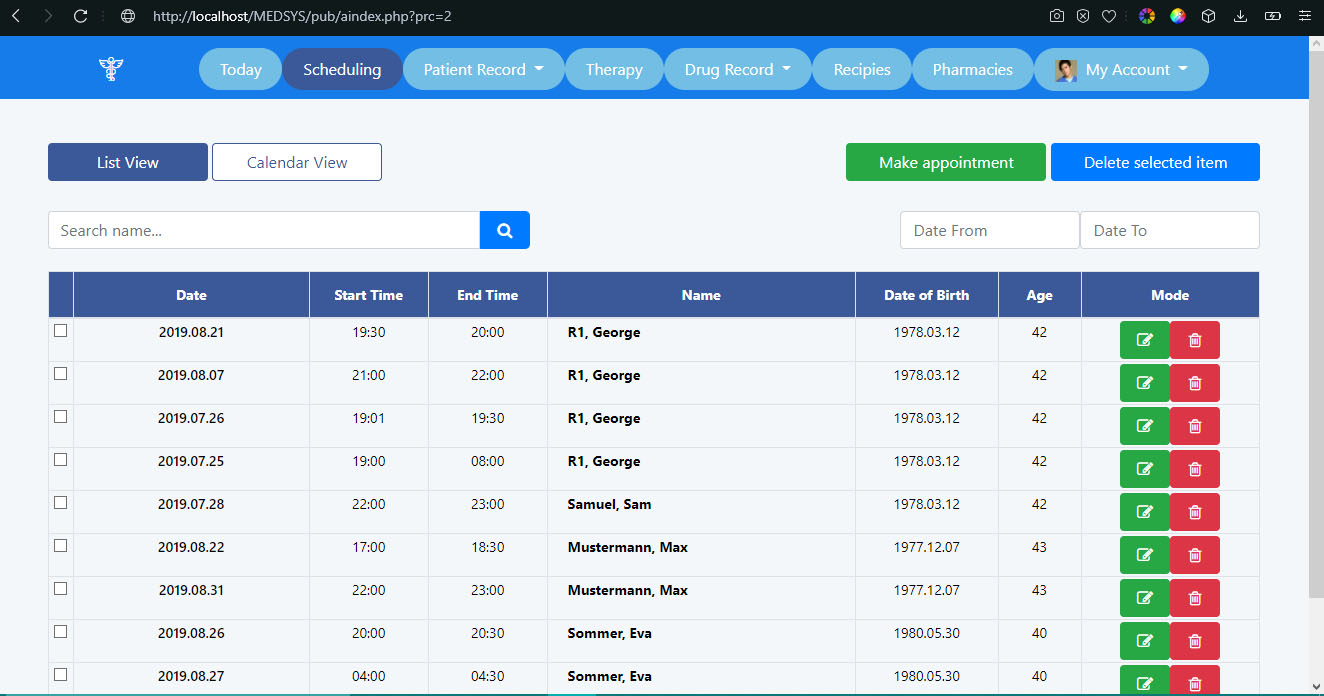 http://localhost/MEDSYS/pub/aindex.php?prc=2
Today Scheduling Patient Record Therapy Drug Record Recipies Pharmacies My Account
List View Calendar View Make appointment Delete selected item
Search name... Date From Date To
Date Start Time End Time Name Date of Birth Age Mode
2019.08.21 19:30 20:00 R1, George 1978.03.12 42
2019.08.07 21:00 22:00 R1, George 1978.03.12 42
2019.07.26 19:01 19:30 R1, George 1978.03.12 42
2019.07.25 19:00 08:00 R1, George 1978.03.12 42
2019.07.28 22:00 23:00 Samuel, Sam 1978.03.12 42
2019.08.22 17:00 18:30 Mustermann, Max 1977.12.07 43
2019.08.31 22:00 23:00 Mustermann, Max 1977.12.07 43
2019.08.26 20:00 20:30 Sommer, Eva 1980.05.30 40
2019.08.27 04:00 04:30 Sommer, Eva 1980.05.30 40